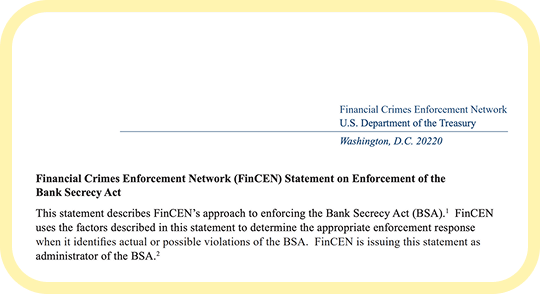 Financial Crimes Enforcement Network
U.S. Department of the Treasury
Washington, D.C. 20220
Financial Crimes Enforcement Network (FinCEN) Statement on Enforcement of the
Bank Secrecy Act
This statement describes FinCEN’s approach to enforcing the Bank Secrecy Act (BSA).¹ FinCEN
uses the factors described in this statement to determine the appropriate enforcement response
when it identifies actual or possible violations of the BSA. FinCEN is issuing this statement as
administrator of the BSA.²